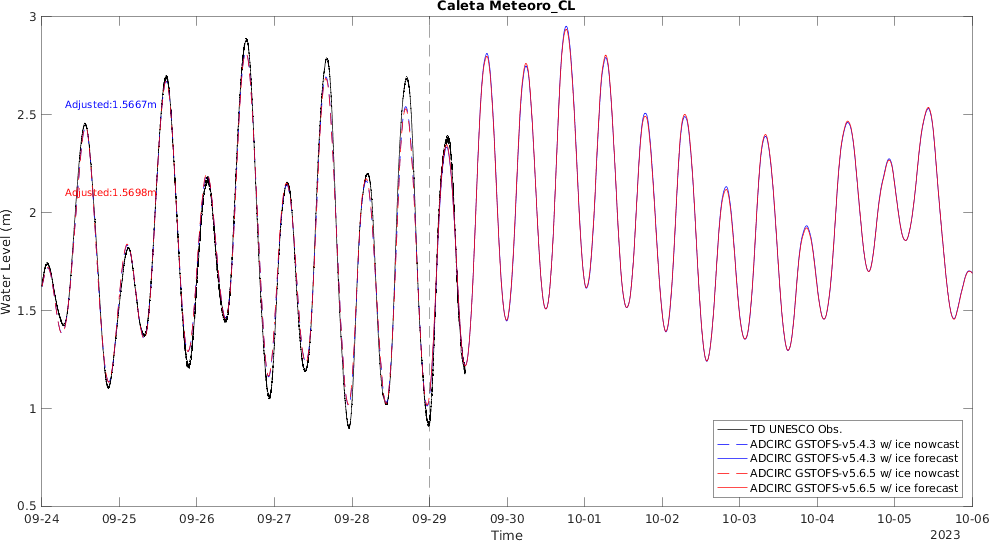 Caleta Meteoro_CL
3
2.5
2
1.5
1
0.5
Water Level (m)
Adjusted:1.5667m
Adjusted:1.5698m
TD UNESCO Obs.
ADCIRC GSTOFS-v5.4.3 w/ ice nowcast
ADCIRC GSTOFS-v5.4.3 w/ ice forecast
ADCIRC GSTOFS-v5.6.5 w/ ice nowcast
ADCIRC GSTOFS-v5.6.5 w/ ice forecast
09-24 09-25 09-26 09-27 09-28 09-29 09-30 10-01 10-02 10-03 10-04 10-05 10-06
Time
2023